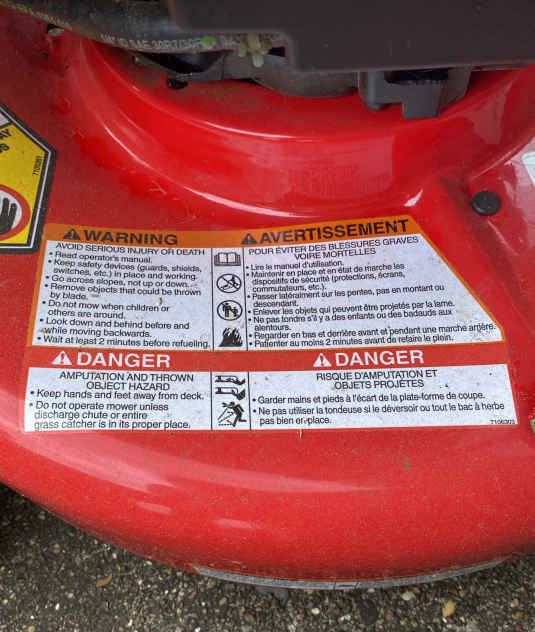 WARNING
AVOID SERIOUS INJURY OR DEATH
• Read operator's manual.
• Keep safety devices (guards, shields,
switches, etc.) in place and working.
• Go across slopes, not up or down.
• Remove objects that could be thrown
by blade.
• Do not mow when children or
others are around.
• Look down and behind before and
while moving backwards.
• Wait at least 2 minutes before refueling.
AVERTISSEMENT
POUR ÉVITER DES BLESSURES GRAVES
VOIRE MORTELLES
• Lire le manuel d'utilisation.
• Maintenir en place et en état de marche les
dispositifs de sécurité (protections, écrans,
commutateurs, etc.).
• Passer latéralement sur les pentes, pas en montant ou
descendant.
• Enlever les objets qui peuvent être projetés par la lame.
• Ne pas tondre s'il y a des enfants ou des badauds aux
alentours.
• Regarder en bas et derrière avant et pendant une marche arrière.
• Patienter au moins 2 minutes avant de refaire le plein.
DANGER
AMPUTATION AND THROWN
OBJECT HAZARD
• Keep hands and feet away from deck.
• Do not operate mower unless
discharge chute or entire
grass catcher is in its proper place.
DANGER
RISQUE D'AMPUTATION ET
OBJETS PROJETÉS
• Garder mains et pieds à l'écart de la plate-forme de coupe.
• Ne pas utiliser la tondeuse si le déversoir ou tout le bac à herbe
pas bien en place.
7106303